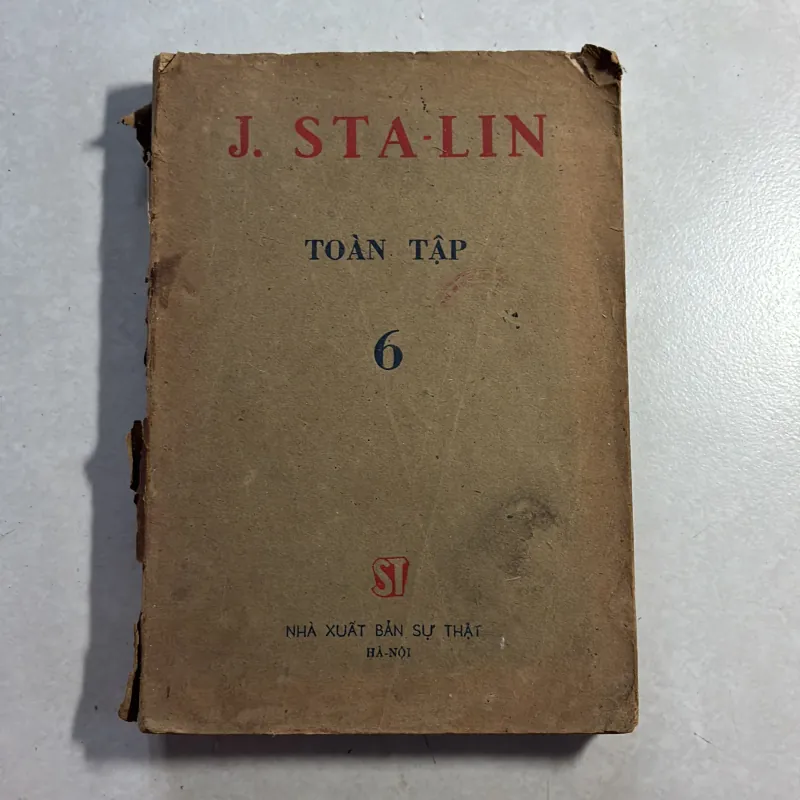 J. STA-LIN
TOÀN TẬP
6
ST
NHÀ XUẤT BẢN SỰ THẬT
HÀ-NỘI